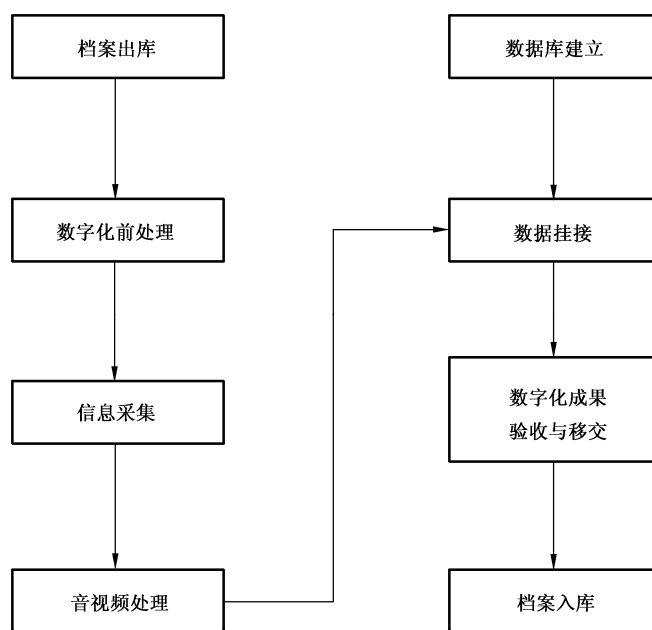 档案出库
数字化前处理
信息采集
音视频处理
数据库建立
数据挂接
数字化成果
验收与移交
档案入库